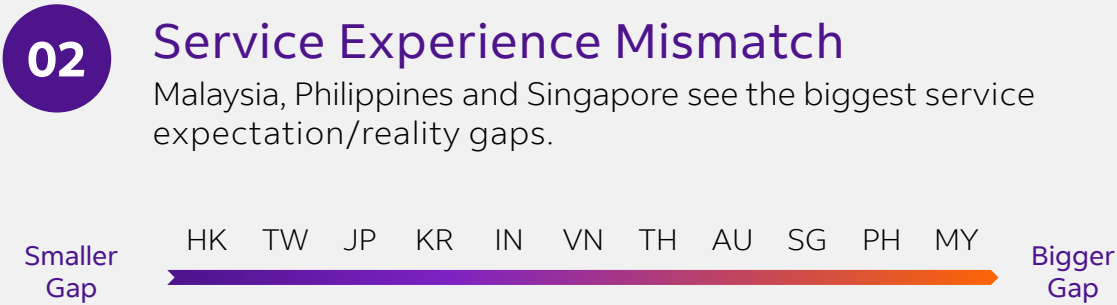 02
Service Experience Mismatch
Malaysia, Philippines and Singapore see the biggest service
expectation/reality gaps.
HK TW JP KR IN VN TH AU SG PH MY
Smaller
Gap
Bigger
Gap